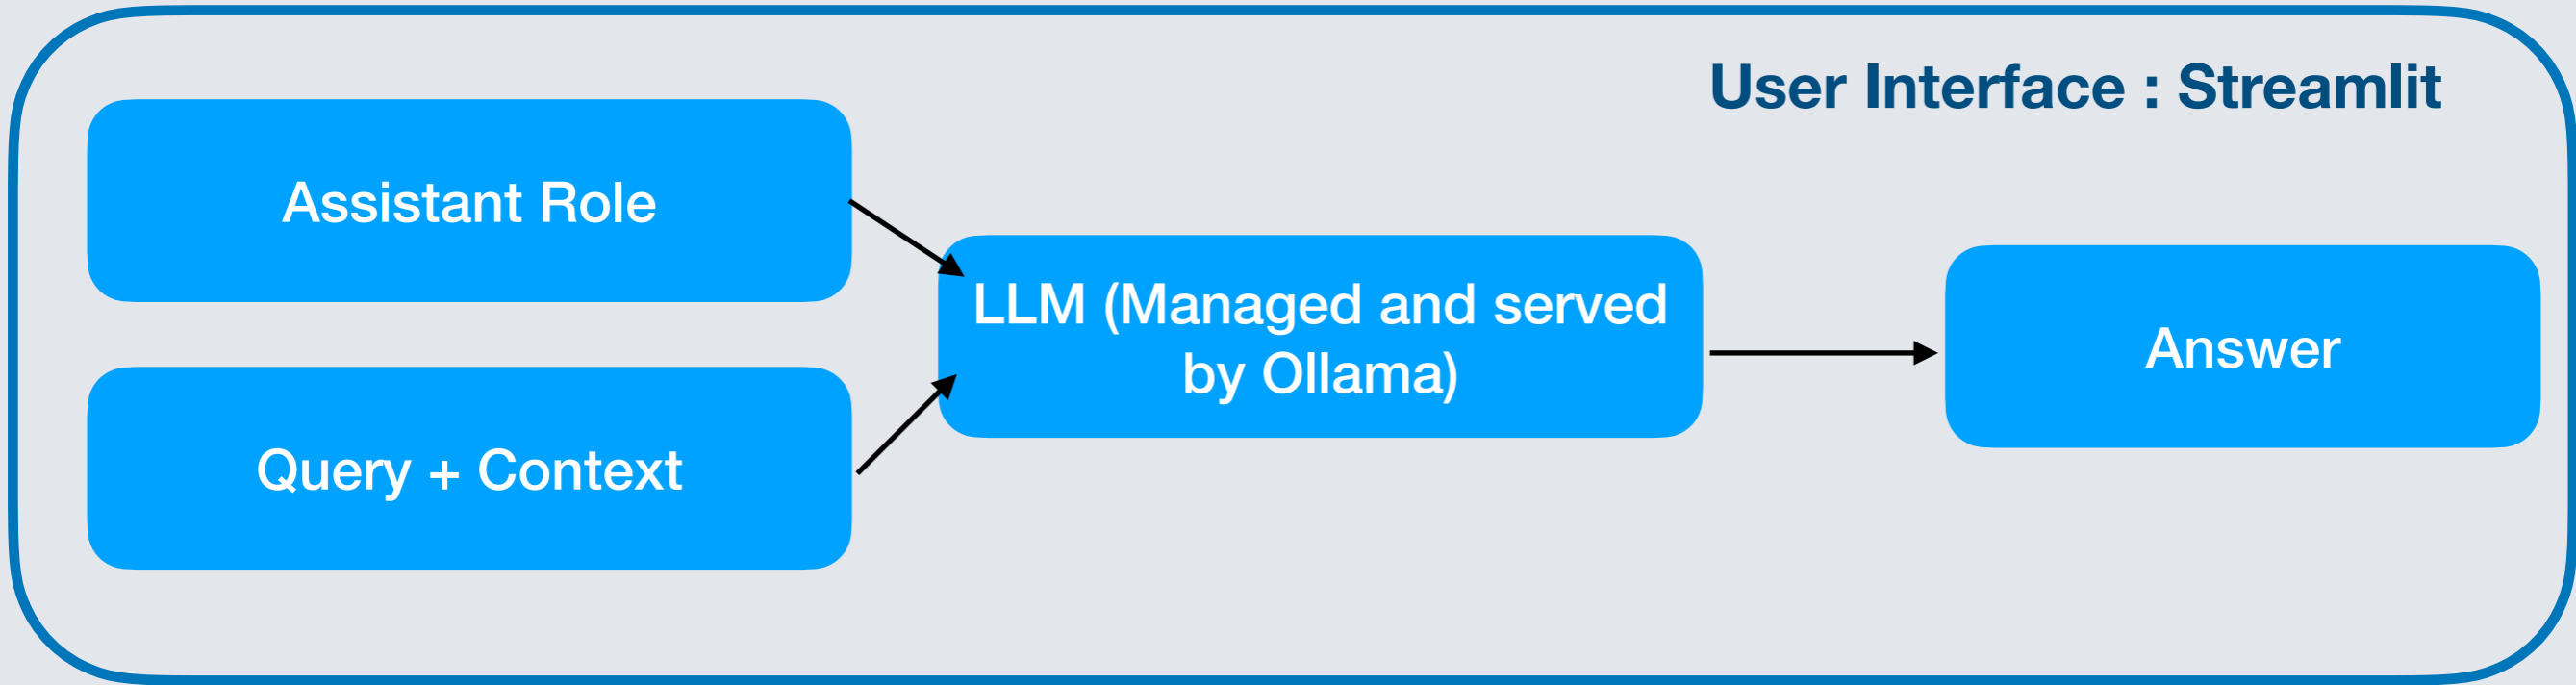 User Interface : Streamlit
Assistant Role
Query + Context
LLM (Managed and served
by Ollama)
Answer